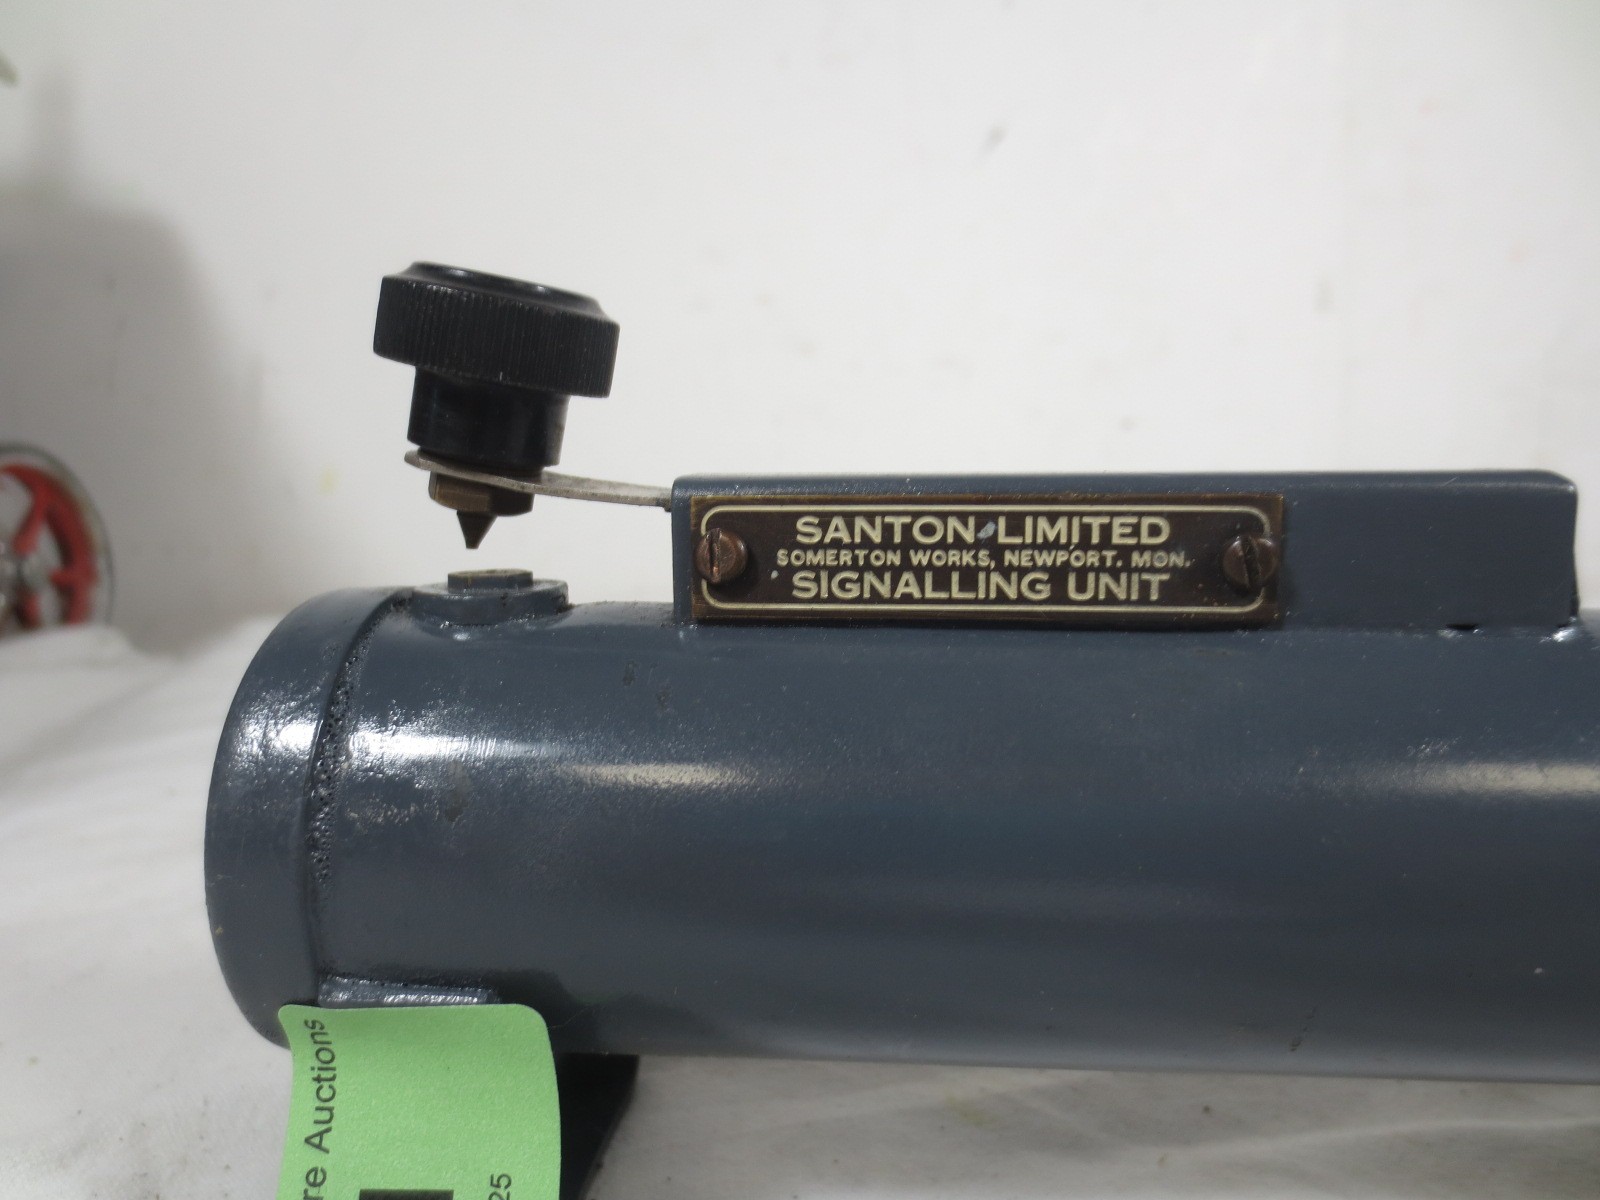 SANTON LIMITED
SOMERTON WORKS, NEWPORT. MON.
SIGNALLING UNIT
re Auctions
25